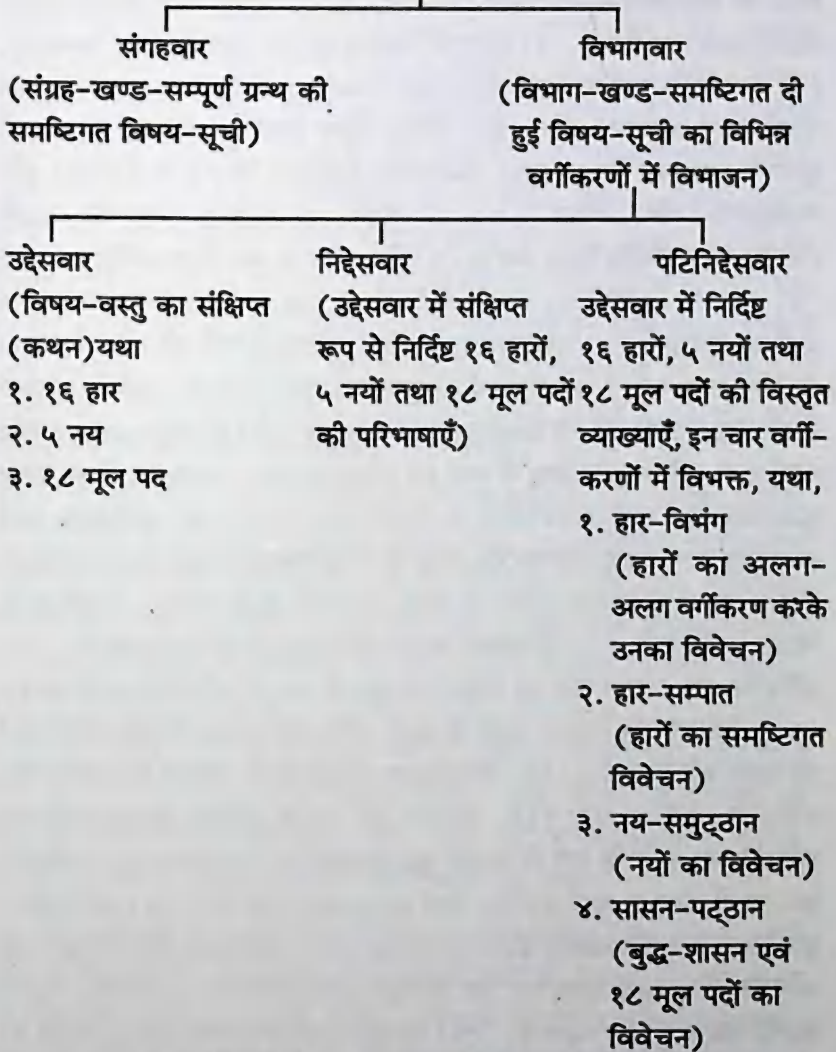 संगहवार
(संग्रह-खण्ड-सम्पूर्ण ग्रन्थ की
समष्टिगत विषय-सूची)
विभागवार
(विभाग-खण्ड-समष्टिगत दी
हुई विषय-सूची का विभिन्न
वर्गीकरणों में विभाजन)
उद्देसवार
(विषय-वस्तु का संक्षिप्त
(कथन)यथा
१. १६ हार
२. ५ नय
३. १८ मूल पद
निद्देसवार
(उद्देसवार में संक्षिप्त
रूप से निर्दिष्ट १६ हारों,
५ नयों तथा १८ मूल पदों
की परिभाषाएँ)
पटिनिद्देसवार
उद्देसवार में निर्दिष्ट
१६ हारों, ५ नयों तथा
१८ मूल पदों की विस्तृत
व्याख्याएँ, इन चार वर्गी-
करणों में विभक्त, यथा,
१. हार-विभंग
(हारों का अलग-
अलग वर्गीकरण करके
उनका विवेचन)
२. हार-सम्पात
(हारों का समष्टिगत
विवेचन)
३. नय-समुट्ठान
(नयों का विवेचन)
४. सासन-पट्ठान
(बुद्ध-शासन एवं
१८ मूल पदों का
विवेचन)